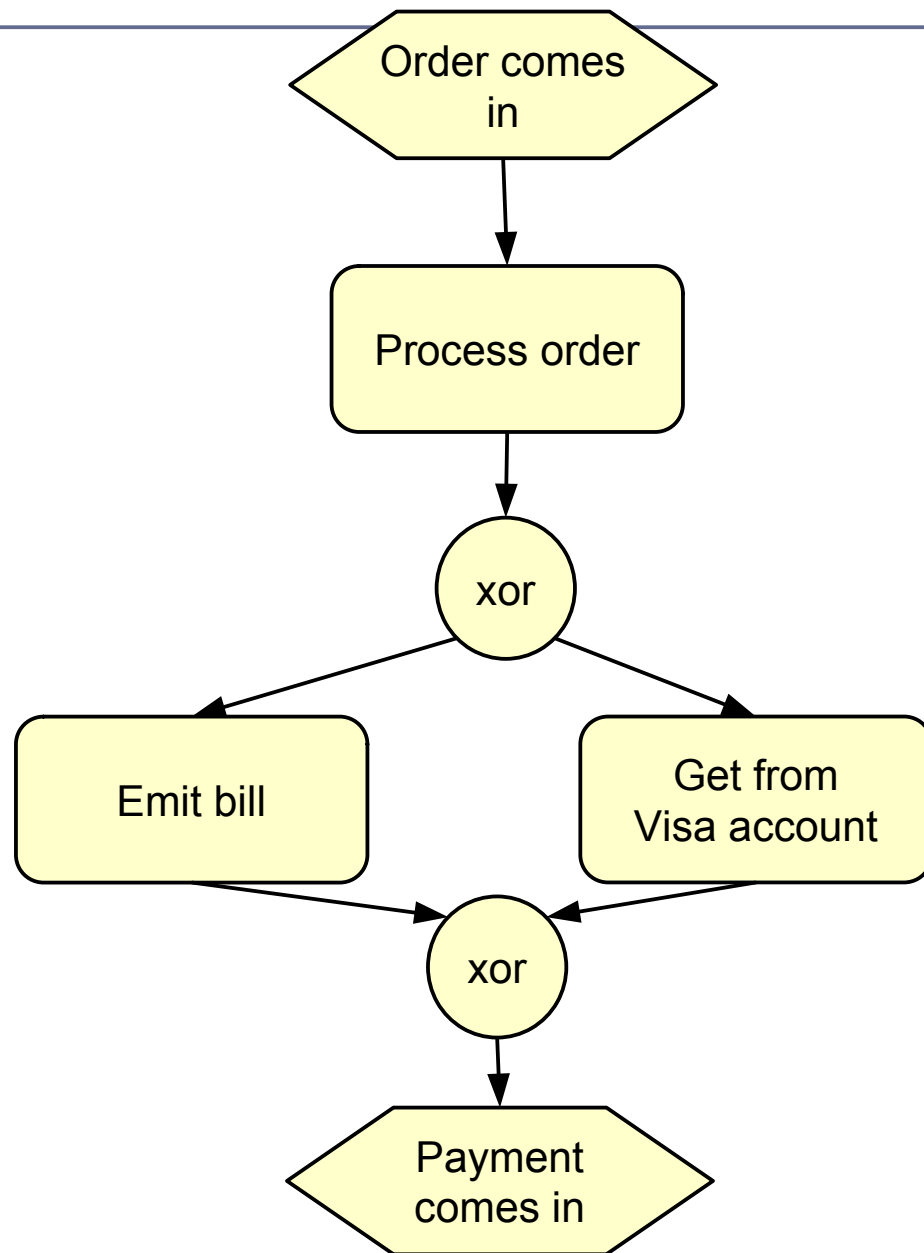 Order comes
in
Process order
xor
Emit bill
Get from
Visa account
xor
Payment
comes in